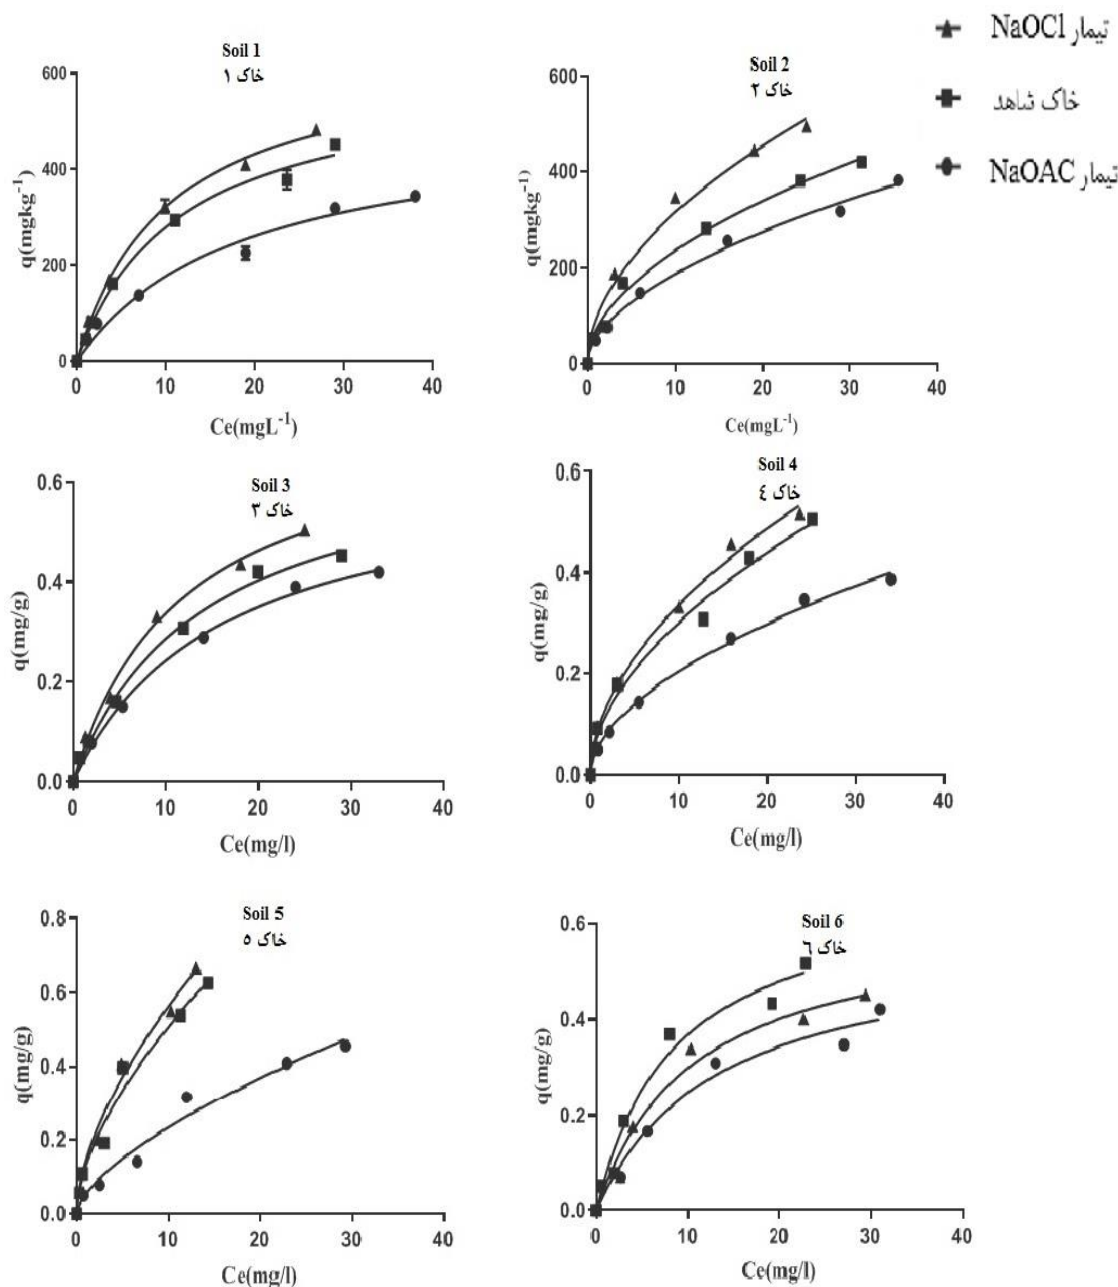 تیمار NaOCl
خاک شاهد
تیمار NaOAC
Soil 1
خاک ١
600
400
200
0
q(mgkg⁻¹)
0 10 20 30 40
Ce(mgL⁻¹)
Soil 2
خاک ٢
600
400
200
0
q(mgkg⁻¹)
0 10 20 30 40
Ce(mgL⁻¹)
Soil 3
خاک ٣
0.6
0.4
0.2
0.0
q(mg/g)
0 10 20 30 40
Ce(mg/l)
Soil 4
خاک ٤
0.6
0.4
0.2
0.0
q(mg/g)
0 10 20 30 40
Ce(mg/l)
Soil 5
خاک ٥
0.8
0.6
0.4
0.2
0.0
q(mg/g)
0 10 20 30 40
Ce(mg/l)
Soil 6
خاک ٦
0.6
0.4
0.2
0.0
q(mg/g)
0 10 20 30 40
Ce(mg/l)